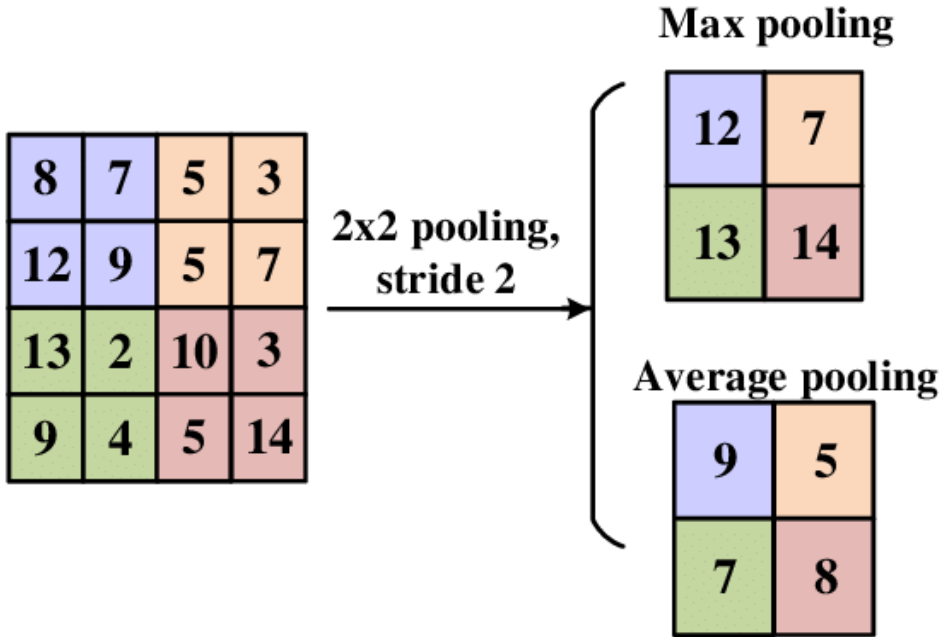 Max pooling
12 7
13 14
8 7 5 3
12 9 5 7
13 2 10 3
9 4 5 14
2x2 pooling,
stride 2
Average pooling
9 5
7 8